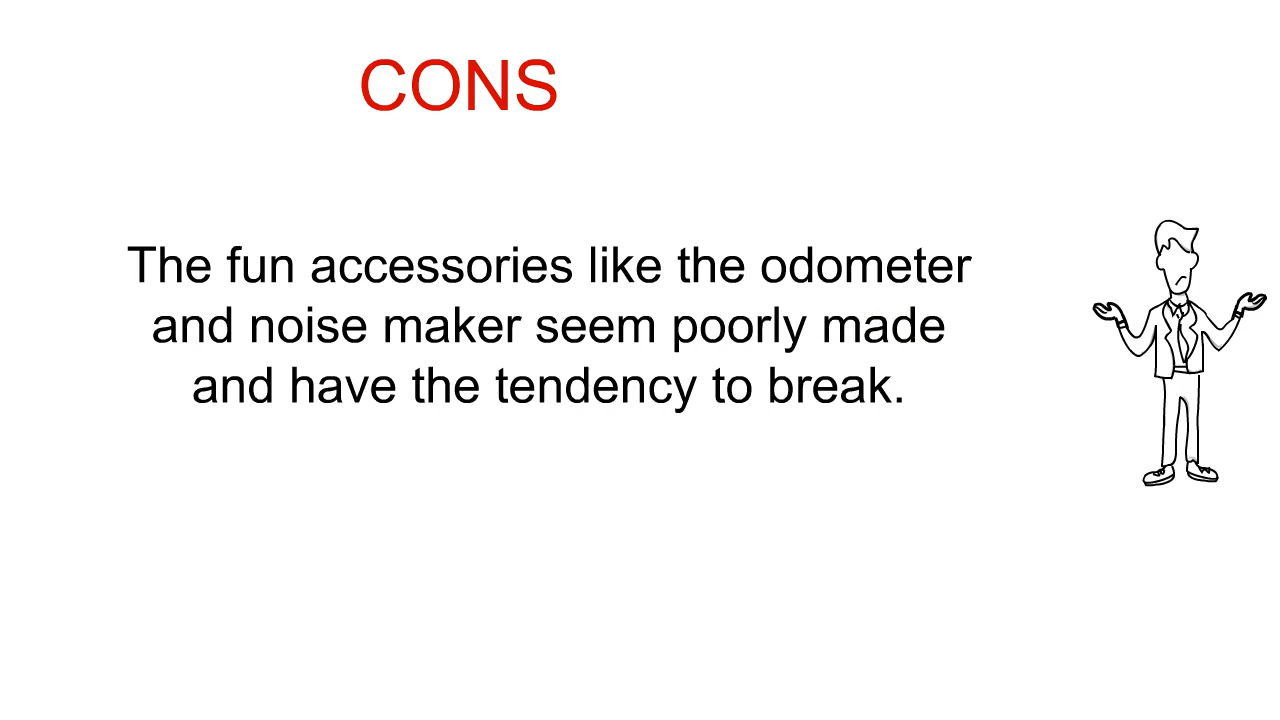 CONS
The fun accessories like the odometer
and noise maker seem poorly made
and have the tendency to break.